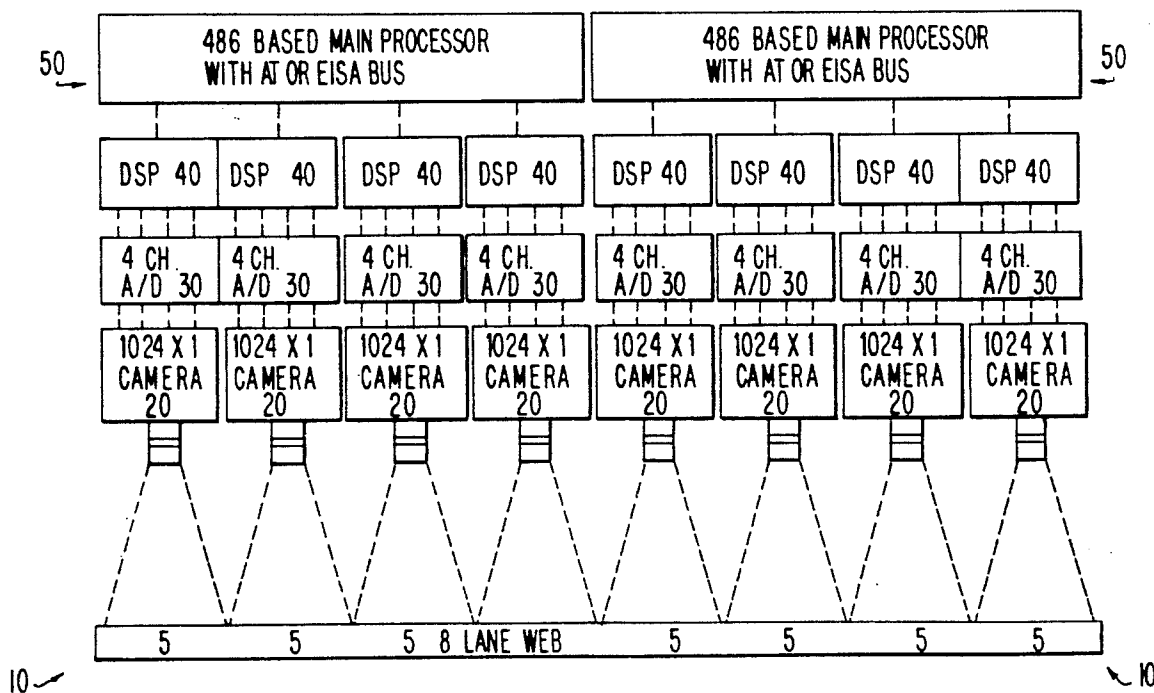 486 BASED MAIN PROCESSOR
WITH AT OR EISA BUS
486 BASED MAIN PROCESSOR
WITH AT OR EISA BUS
50
50
DSP 40
DSP 40
DSP 40
DSP 40
DSP 40
DSP 40
DSP 40
DSP 40
4 CH.
A/D 30
4 CH.
A/D 30
4 CH.
A/D 30
4 CH.
A/D 30
4 CH.
A/D 30
4 CH.
A/D 30
4 CH.
A/D 30
4 CH.
A/D 30
1024 X 1
CAMERA
20
1024 X 1
CAMERA
20
1024 X 1
CAMERA
20
1024 X 1
CAMERA
20
1024 X 1
CAMERA
20
1024 X 1
CAMERA
20
1024 X 1
CAMERA
20
1024 X 1
CAMERA
20
5 5 5 8 LANE WEB 5 5 5 5
10
10